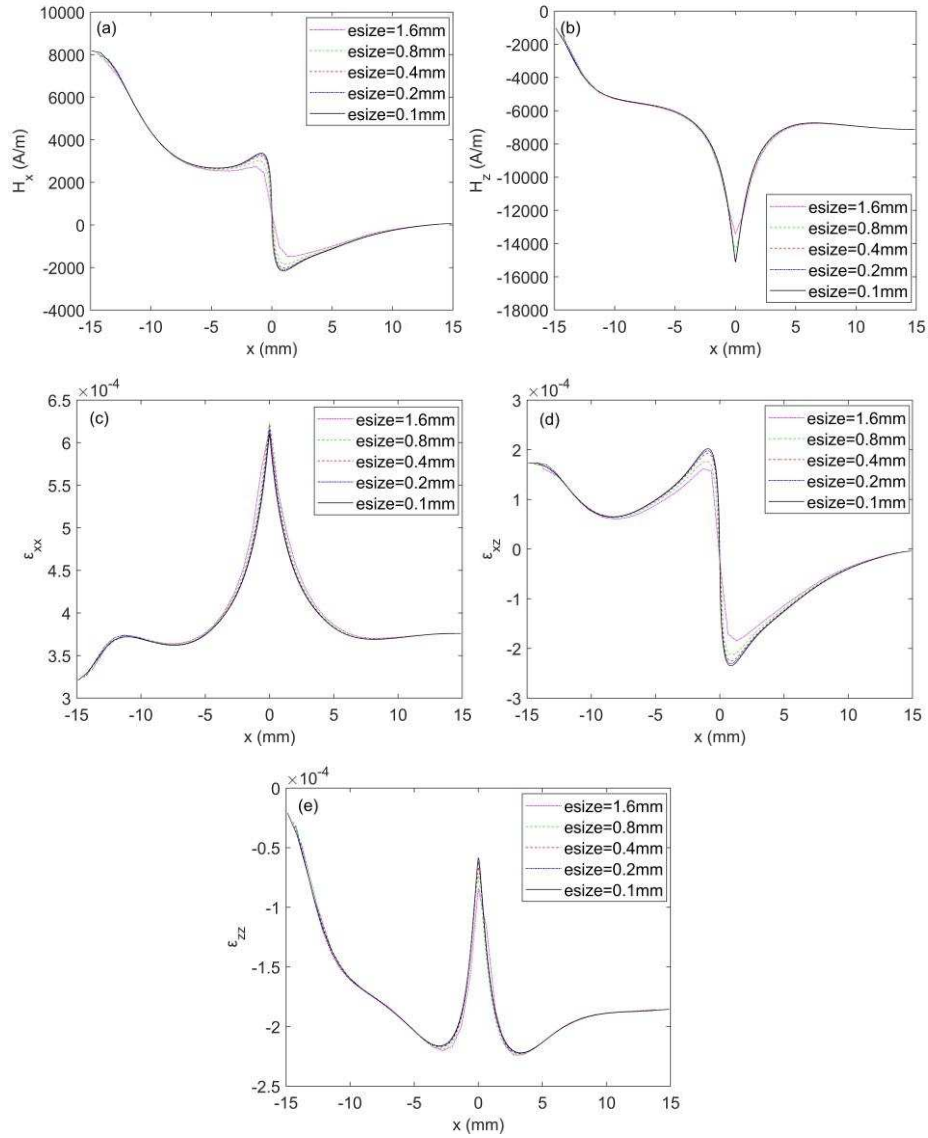 (a)
esize=1.6mm
esize=0.8mm
esize=0.4mm
esize=0.2mm
esize=0.1mm
10000
8000
6000
4000
2000
0
-2000
-4000
H_x (A/m)
-15 -10 -5 0 5 10 15
x (mm)
(b)
0
-2000
-4000
-6000
-8000
-10000
-12000
-14000
-16000
-18000
H_z (A/m)
esize=1.6mm
esize=0.8mm
esize=0.4mm
esize=0.2mm
esize=0.1mm
-15 -10 -5 0 5 10 15
x (mm)
×10⁻⁴
(c)
esize=1.6mm
esize=0.8mm
esize=0.4mm
esize=0.2mm
esize=0.1mm
6.5
6
5.5
5
4.5
4
3.5
3
ε_xx
-15 -10 -5 0 5 10 15
x (mm)
×10⁻⁴
(d)
esize=1.6mm
esize=0.8mm
esize=0.4mm
esize=0.2mm
esize=0.1mm
3
2
1
0
-1
-2
-3
ε_xz
-15 -10 -5 0 5 10 15
x (mm)
×10⁻⁴
(e)
esize=1.6mm
esize=0.8mm
esize=0.4mm
esize=0.2mm
esize=0.1mm
0
-0.5
-1
-1.5
-2
-2.5
ε_zz
-15 -10 -5 0 5 10 15
x (mm)